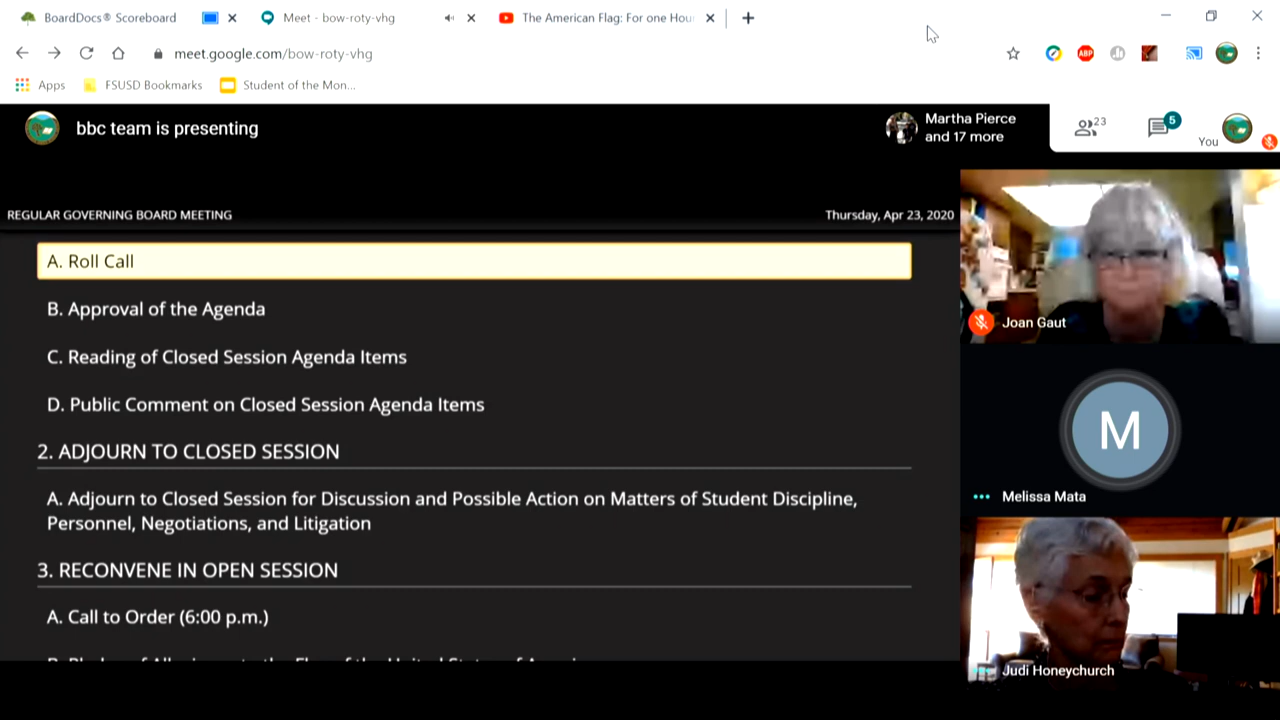 BoardDocs® Scoreboard
Meet - bow-roty-vhg
The American Flag: For one Hou
meet.google.com/bow-roty-vhg
ABP
Apps
FSUSD Bookmarks
Student of the Mon...
bbc team is presenting
Martha Pierce
and 17 more
23
5
You
REGULAR GOVERNING BOARD MEETING
Thursday, Apr 23, 2020
A. Roll Call
B. Approval of the Agenda
C. Reading of Closed Session Agenda Items
D. Public Comment on Closed Session Agenda Items
2. ADJOURN TO CLOSED SESSION
A. Adjourn to Closed Session for Discussion and Possible Action on Matters of Student Discipline,
Personnel, Negotiations, and Litigation
3. RECONVENE IN OPEN SESSION
A. Call to Order (6:00 p.m.)
Joan Gaut
M
Melissa Mata
Judi Honeychurch